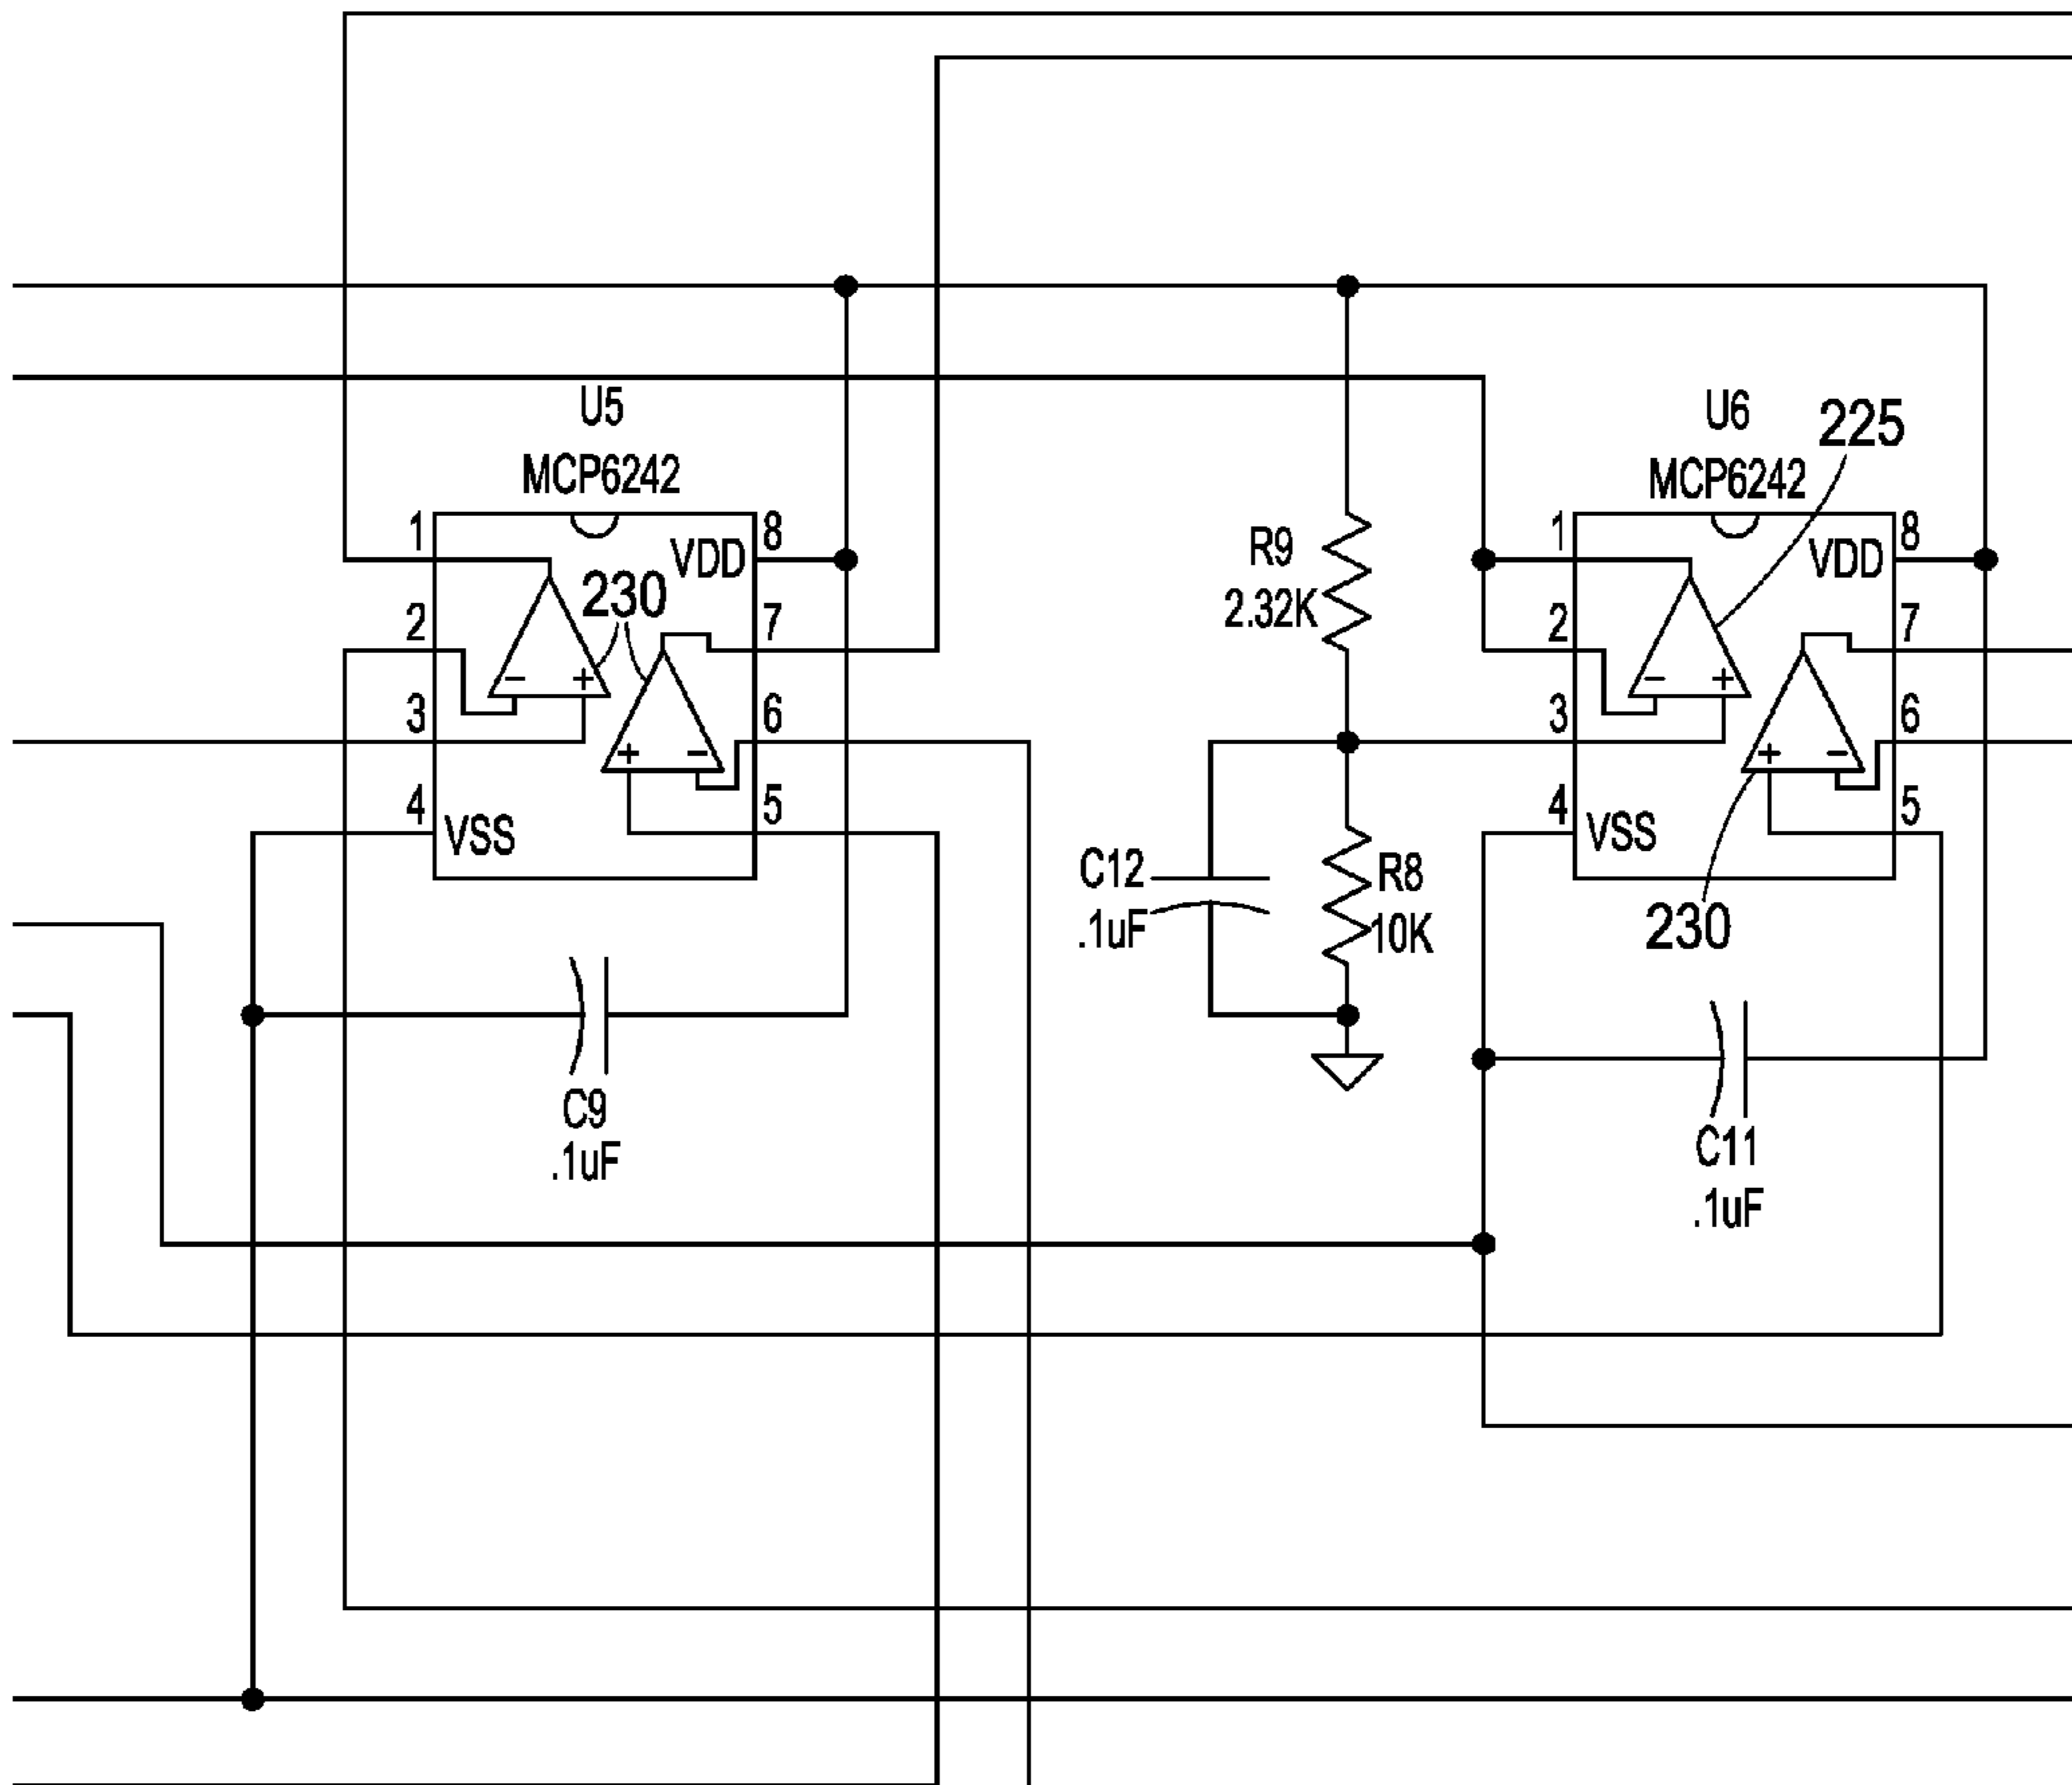 U5
MCP6242
1
2
3
4
VSS
VDD
230
8
7
6
5
-
+
+
-
C9
.1uF
R9
2.32K
C12
.1uF
R8
10K
U6
225
MCP6242
1
2
3
4
VSS
VDD
8
7
6
5
-
+
+
-
230
C11
.1uF